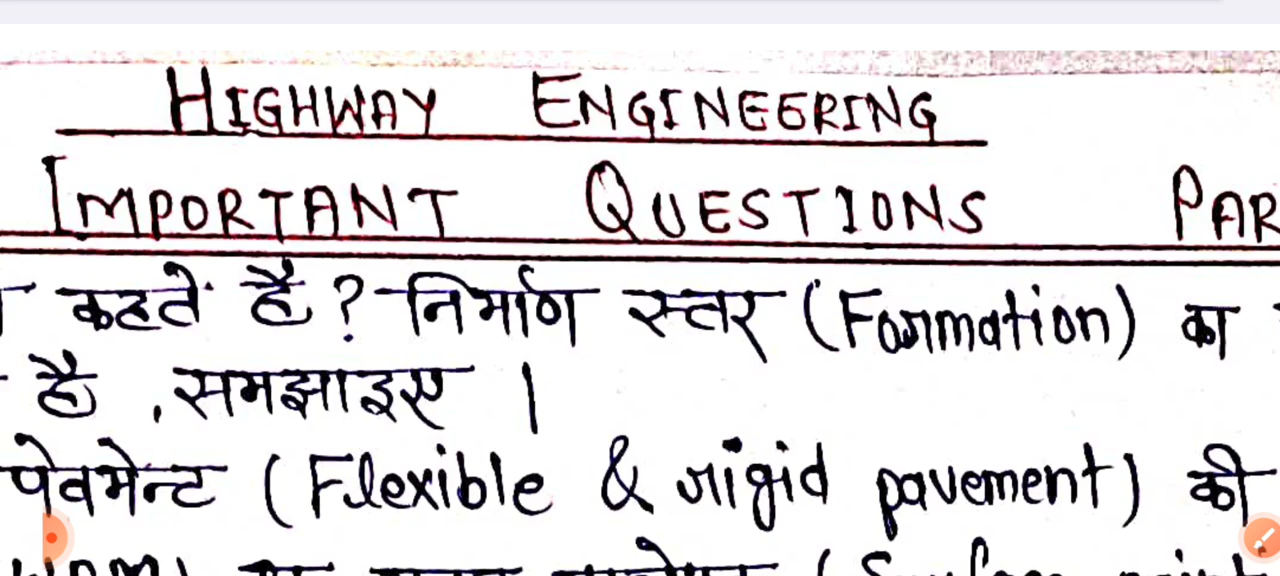 HIGHWAY ENGINEERING
IMPORTANT QUESTIONS PAR
कहते है ? निर्माण स्तर (Formation) का
है , समझाइए ।
पेवमेन्ट ( Flexible & rigid pavement) की